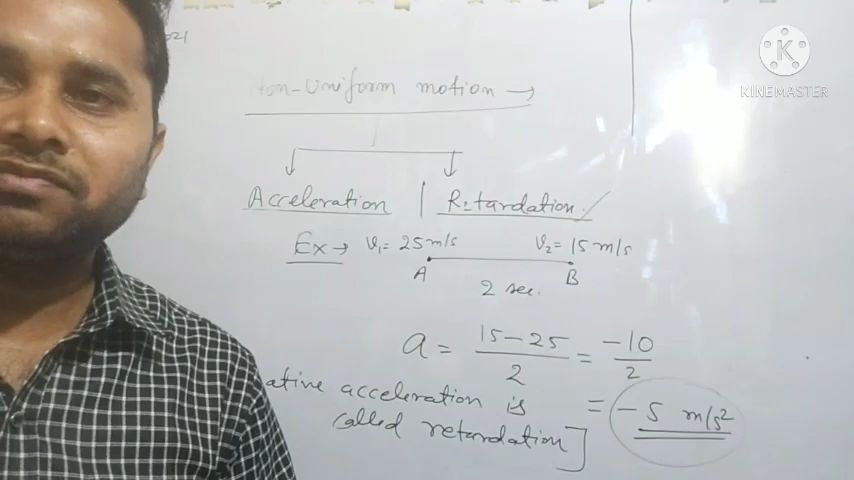 021
K
KINEMASTER
Non-Uniform motion →
Acceleration | Retardation
Ex → v₁ = 25 m/s v₂ = 15 m/s
A B
2 sec.
a = 15-25/2 = -10/2
= -5 m/s²
ative acceleration is
called retardation]